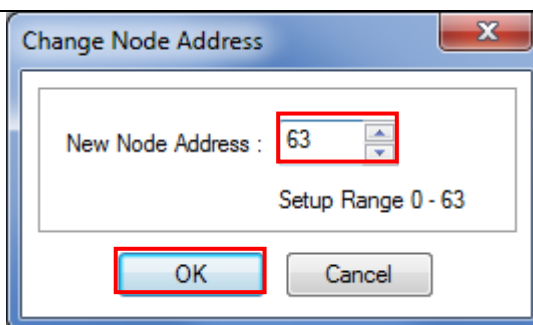 Change Node Address
New Node Address : 63
Setup Range 0 - 63
OK Cancel